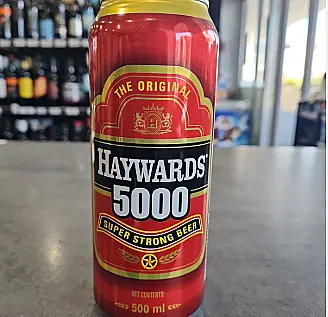 THE ORIGINAL
HAYWARDS
5000
SUPER STRONG BEER
NET CONTENTS:
500 ml